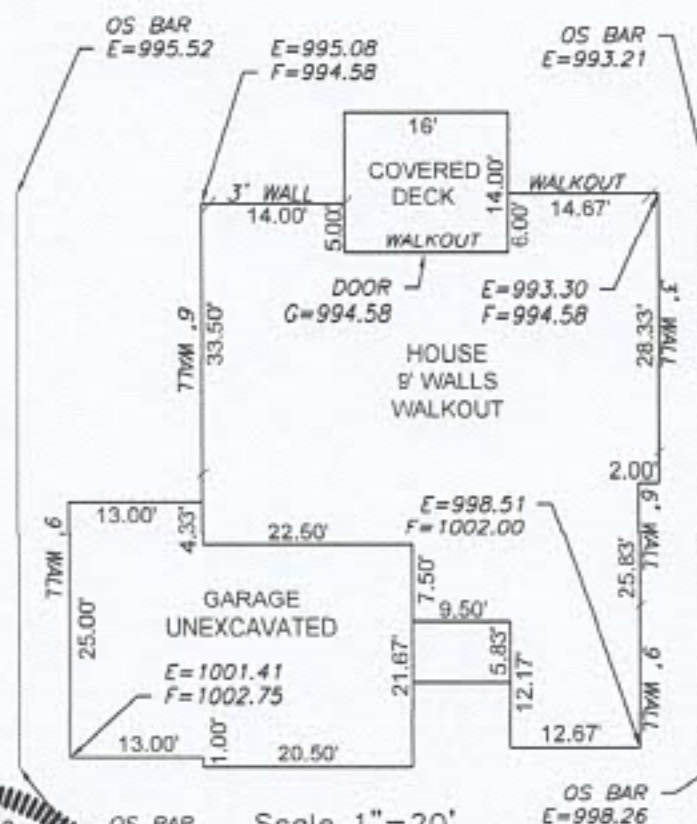 OS BAR
E=995.52
E=995.08
F=994.58
OS BAR
E=993.21
16'
COVERED
DECK
14.00'
3' WALL
14.00'
5.00'
WALKOUT
6.00'
WALKOUT
14.67'
DOOR
G=994.58
E=993.30
F=994.58
6' WALL
33.50'
HOUSE
9' WALLS
WALKOUT
3' WALL
28.33'
2.00'
13.00'
4.33'
22.50'
E=998.51
F=1002.00
6' WALL
25.83'
9' WALL
25.00'
GARAGE
UNEXCAVATED
7.50'
9.50'
5.83'
21.67'
12.17'
9' WALL
E=1001.41
F=1002.75
13.00'
1.00'
20.50'
12.67'
OS BAR
Scale 1"=20'
OS BAR
E=998.26